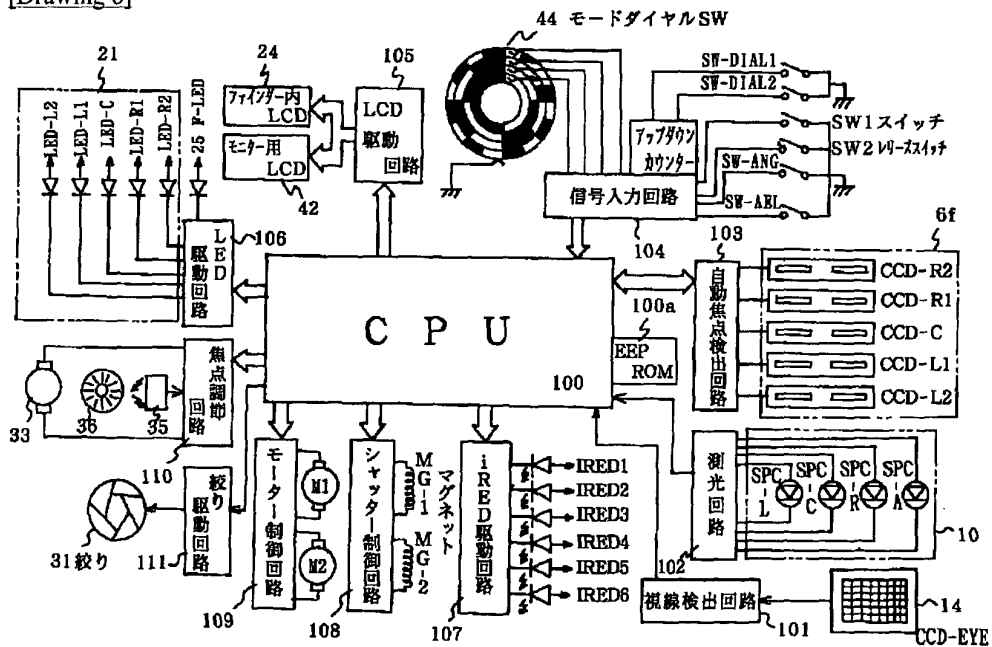 [Drawing 6]
44 モードダイヤルSW
21
24
105
SW-DIAL1
SW-DIAL2
LED-L2
LED-L1
LED-C
LED-R1
LED-R2
25 F-LED
ファインダー内
LCD
モニター用
LCD
42
LCD
駆動
回路
アップダウン
カウンター
SW1スイッチ
SW2 レリーズスイッチ
SW-ANG
SW-AEL
信号入力回路
104
106
LED
駆動回路
CPU
100
100a
EEP
ROM
103
自動焦点検出回路
6f
CCD-R2
CCD-R1
CCD-C
CCD-L1
CCD-L2
33
36
35
焦点調節
回路
110
絞り
駆動回路
111
31絞り
モーター制御回路
M1
M2
109
シャッター制御回路
MG-1
マグネット
MG-2
108
iRED駆動回路
107
IRED1
IRED2
IRED3
IRED4
IRED5
IRED6
測光回路
102
SPC-L
SPC-C
SPC-R
SPC-A
10
視線検出回路
101
14
CCD-EYE